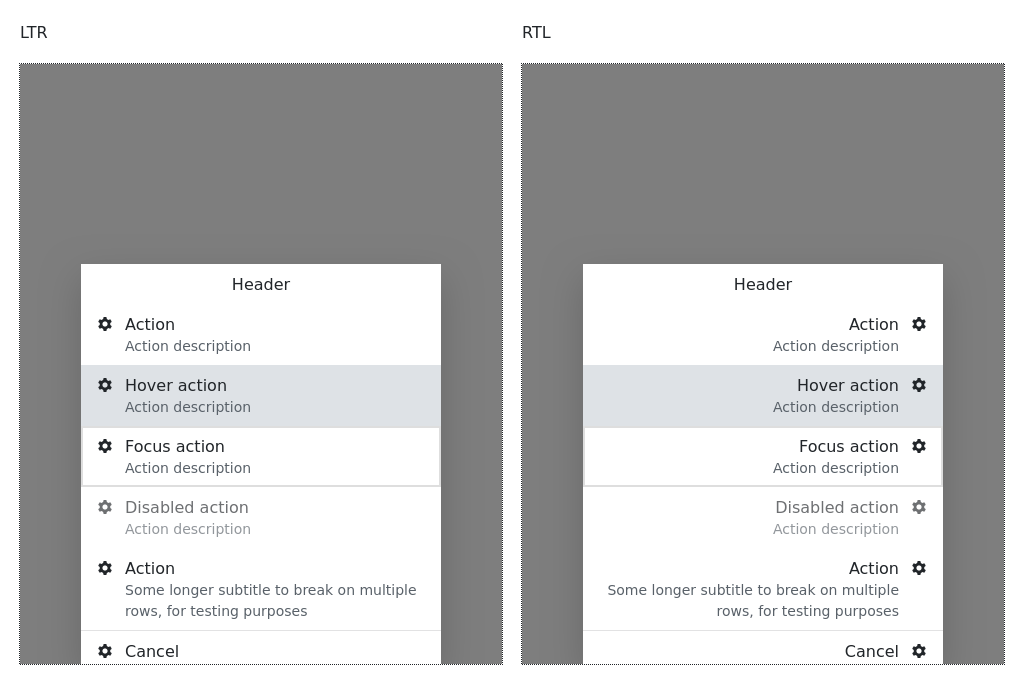 LTR
Header
Action
Action description
Hover action
Action description
Focus action
Action description
Disabled action
Action description
Action
Some longer subtitle to break on multiple
rows, for testing purposes
Cancel
RTL
Header
Action
Action description
Hover action
Action description
Focus action
Action description
Disabled action
Action description
Action
Some longer subtitle to break on multiple
rows, for testing purposes
Cancel